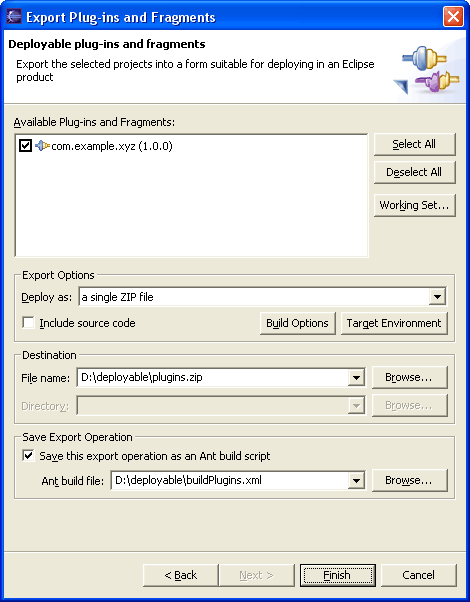 Export Plug-ins and Fragments
Deployable plug-ins and fragments
Export the selected projects into a form suitable for deploying in an Eclipse
product
Available Plug-ins and Fragments:
com.example.xyz (1.0.0)
Select All
Deselect All
Working Set...
Export Options
Deploy as: a single ZIP file
Include source code
Build Options
Target Environment
Destination
File name: D:\deployable\plugins.zip
Browse...
Directory:
Browse...
Save Export Operation
Save this export operation as an Ant build script
Ant build file: D:\deployable\buildPlugins.xml
Browse...
< Back
Next >
Finish
Cancel